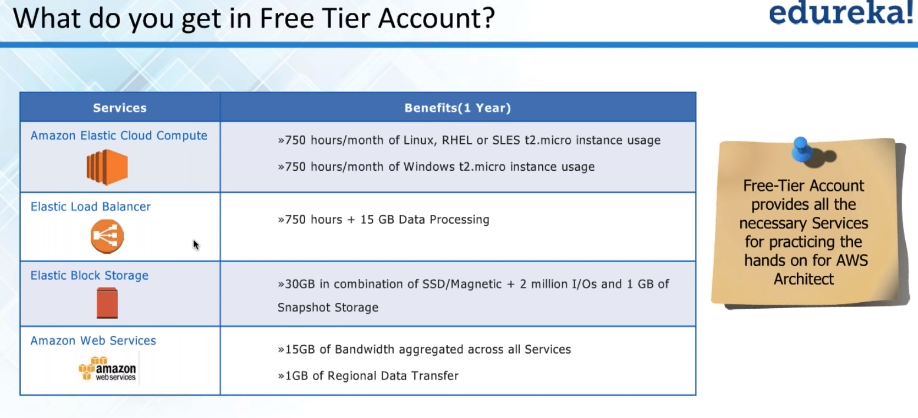 What do you get in Free Tier Account?
edureka!
Services
Benefits(1 Year)
Amazon Elastic Cloud Compute
»750 hours/month of Linux, RHEL or SLES t2.micro instance usage
»750 hours/month of Windows t2.micro instance usage
Elastic Load Balancer
»750 hours + 15 GB Data Processing
Elastic Block Storage
»30GB in combination of SSD/Magnetic + 2 million I/Os and 1 GB of
Snapshot Storage
Amazon Web Services
amazon
webservices
»15GB of Bandwidth aggregated across all Services
»1GB of Regional Data Transfer
Free-Tier Account
provides all the
necessary Services
for practicing the
hands on for AWS
Architect